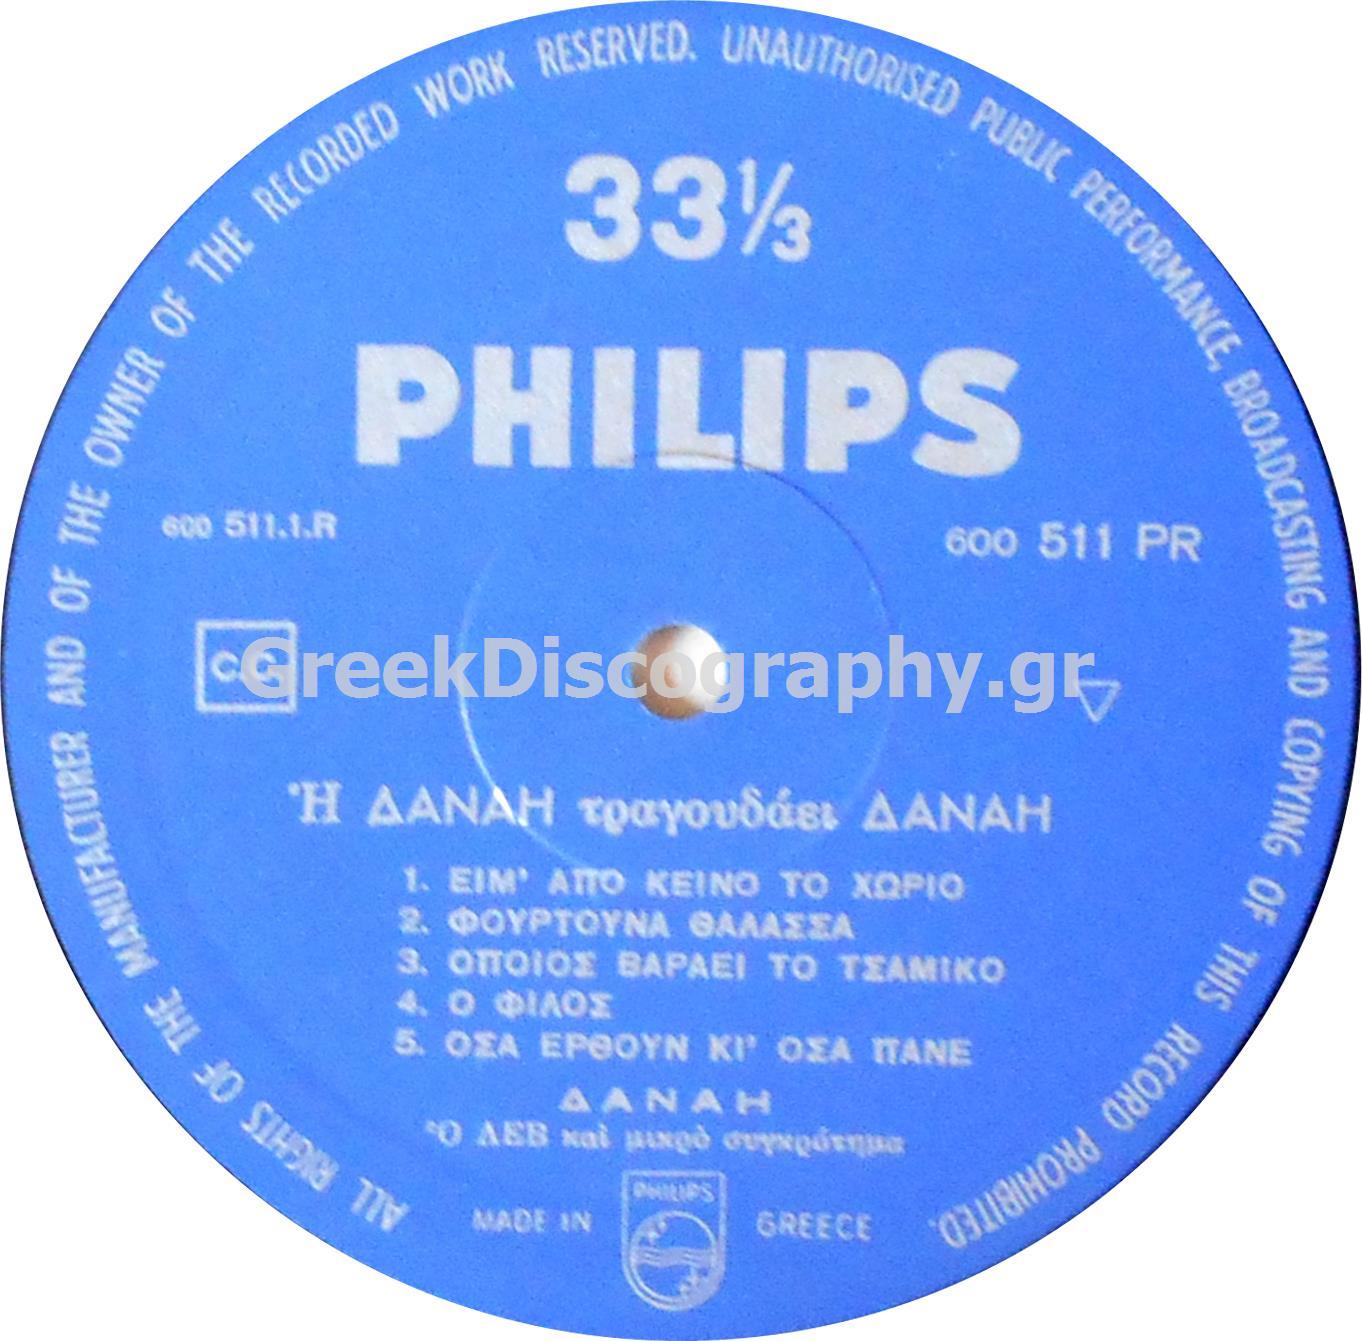 ALL RIGHTS OF THE MANUFACTURER AND OF THE OWNER OF THE RECORDED WORK RESERVED. UNAUTHORISED PUBLIC PERFORMANCE, BROADCASTING AND COPYING OF THIS RECORD PROHIBITED.
33⅓
PHILIPS
600 511.1.R
600 511 PR
GreekDiscography.gr
Ἡ ΔΑΝΑΗ τραγουδάει ΔΑΝΑΗ
1. ΕΙΜ' ΑΠΟ ΚΕΙΝΟ ΤΟ ΧΩΡΙΟ
2. ΦΟΥΡΤΟΥΝΑ ΘΑΛΑΣΣΑ
3. ΟΠΟΙΟΣ ΒΑΡΑΕΙ ΤΟ ΤΣΑΜΙΚΟ
4. Ο ΦΙΛΟΣ
5. ΟΣΑ ΕΡΘΟΥΝ ΚΙ' ΟΣΑ ΠΑΝΕ
ΔΑΝΑΗ
Ὁ ΛΕΒ καὶ μικρὸ συγκρότημα
MADE IN GREECE
PHILIPS